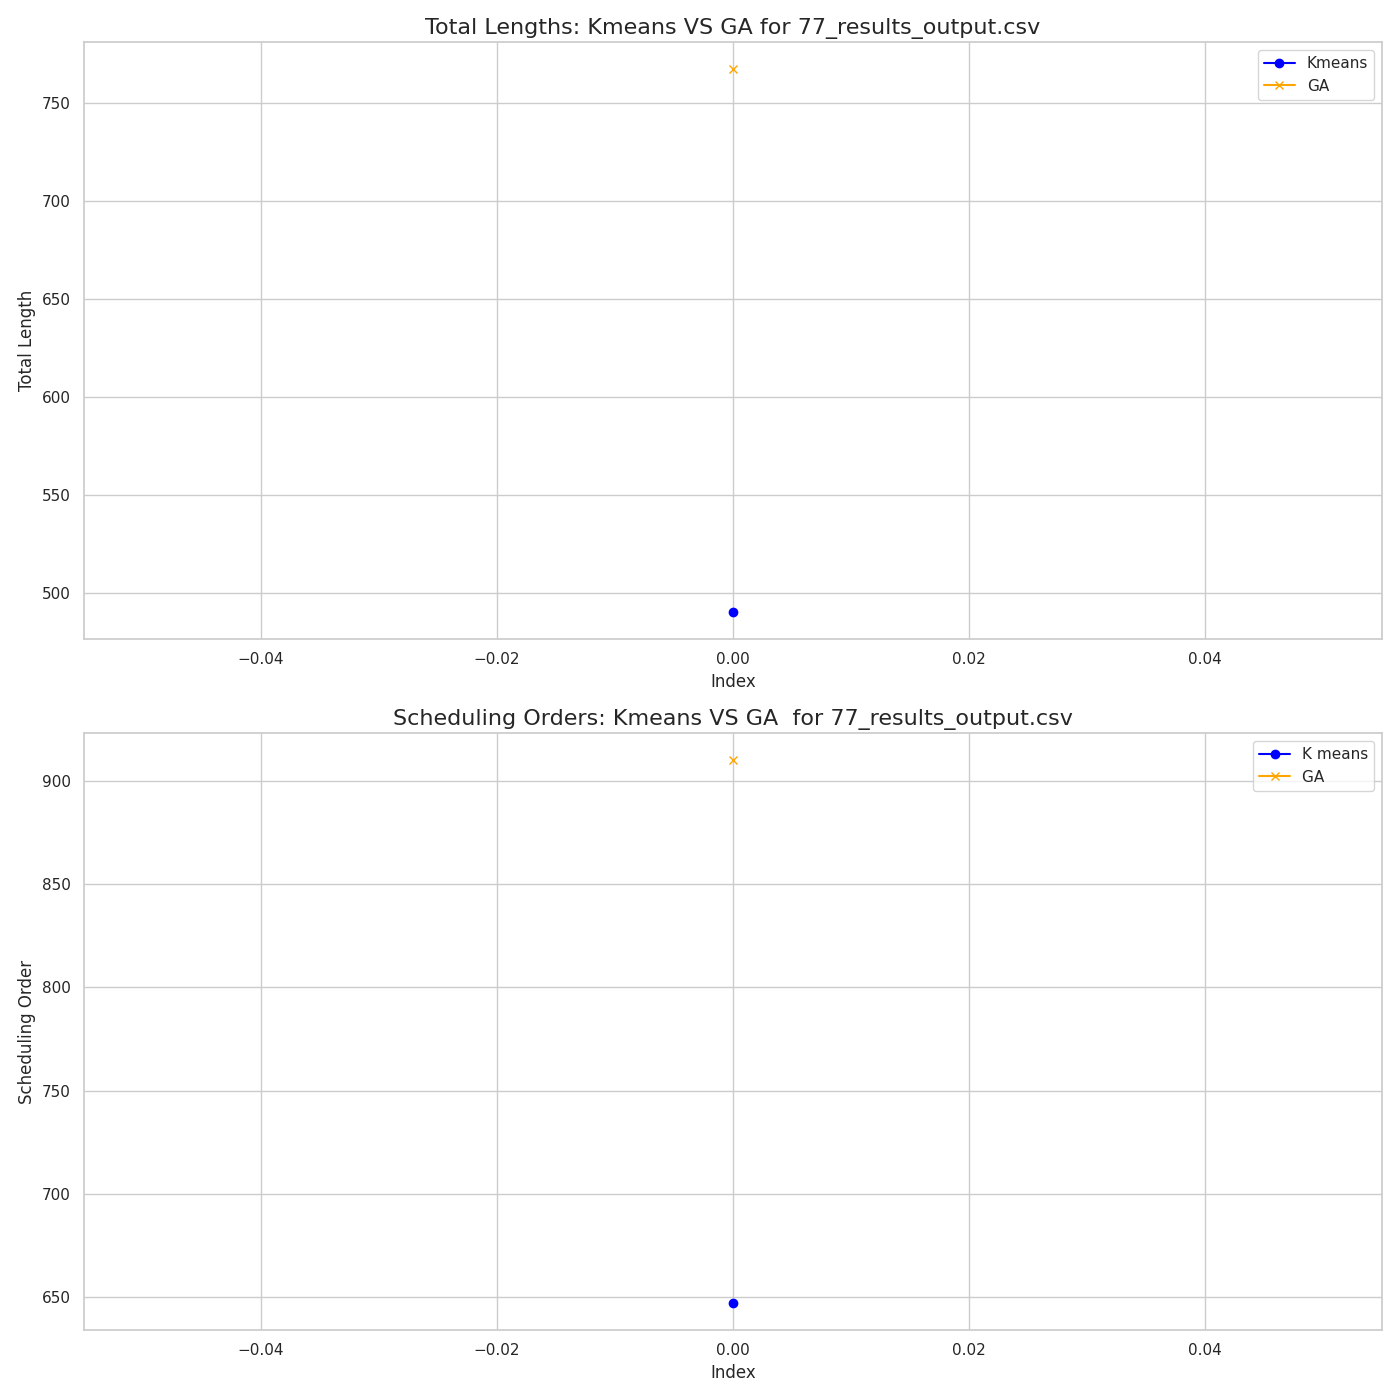 Total Lengths: Kmeans VS GA for 77_results_output.csv
Kmeans
GA
750
700
650
600
550
500
Total Length
−0.04
−0.02
0.00
0.02
0.04
Index
Scheduling Orders: Kmeans VS GA  for 77_results_output.csv
K means
GA
900
850
800
750
700
650
Scheduling Order
−0.04
−0.02
0.00
0.02
0.04
Index